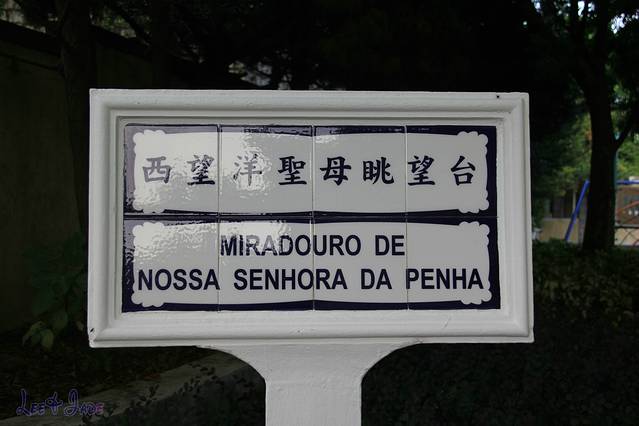 西望洋聖母眺望台
MIRADOURO DE
NOSSA SENHORA DA PENHA
Lee & Jade